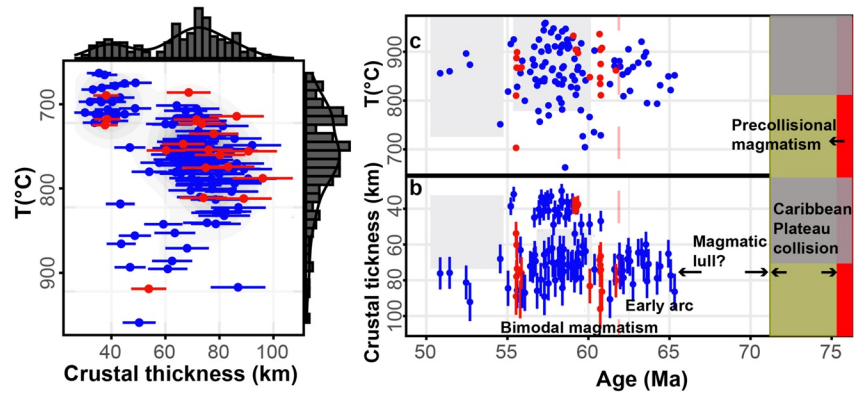 T(°C)
700
800
900
40
60
80
100
Crustal thickness (km)
c
T(°C)
900
800
700
Precollisional
magmatism
b
Crustal tickness (km)
40
60
80
100
Magmatic
lull?
Caribbean
Plateau
collision
Early arc
Bimodal magmatism
50
55
60
65
70
75
Age (Ma)